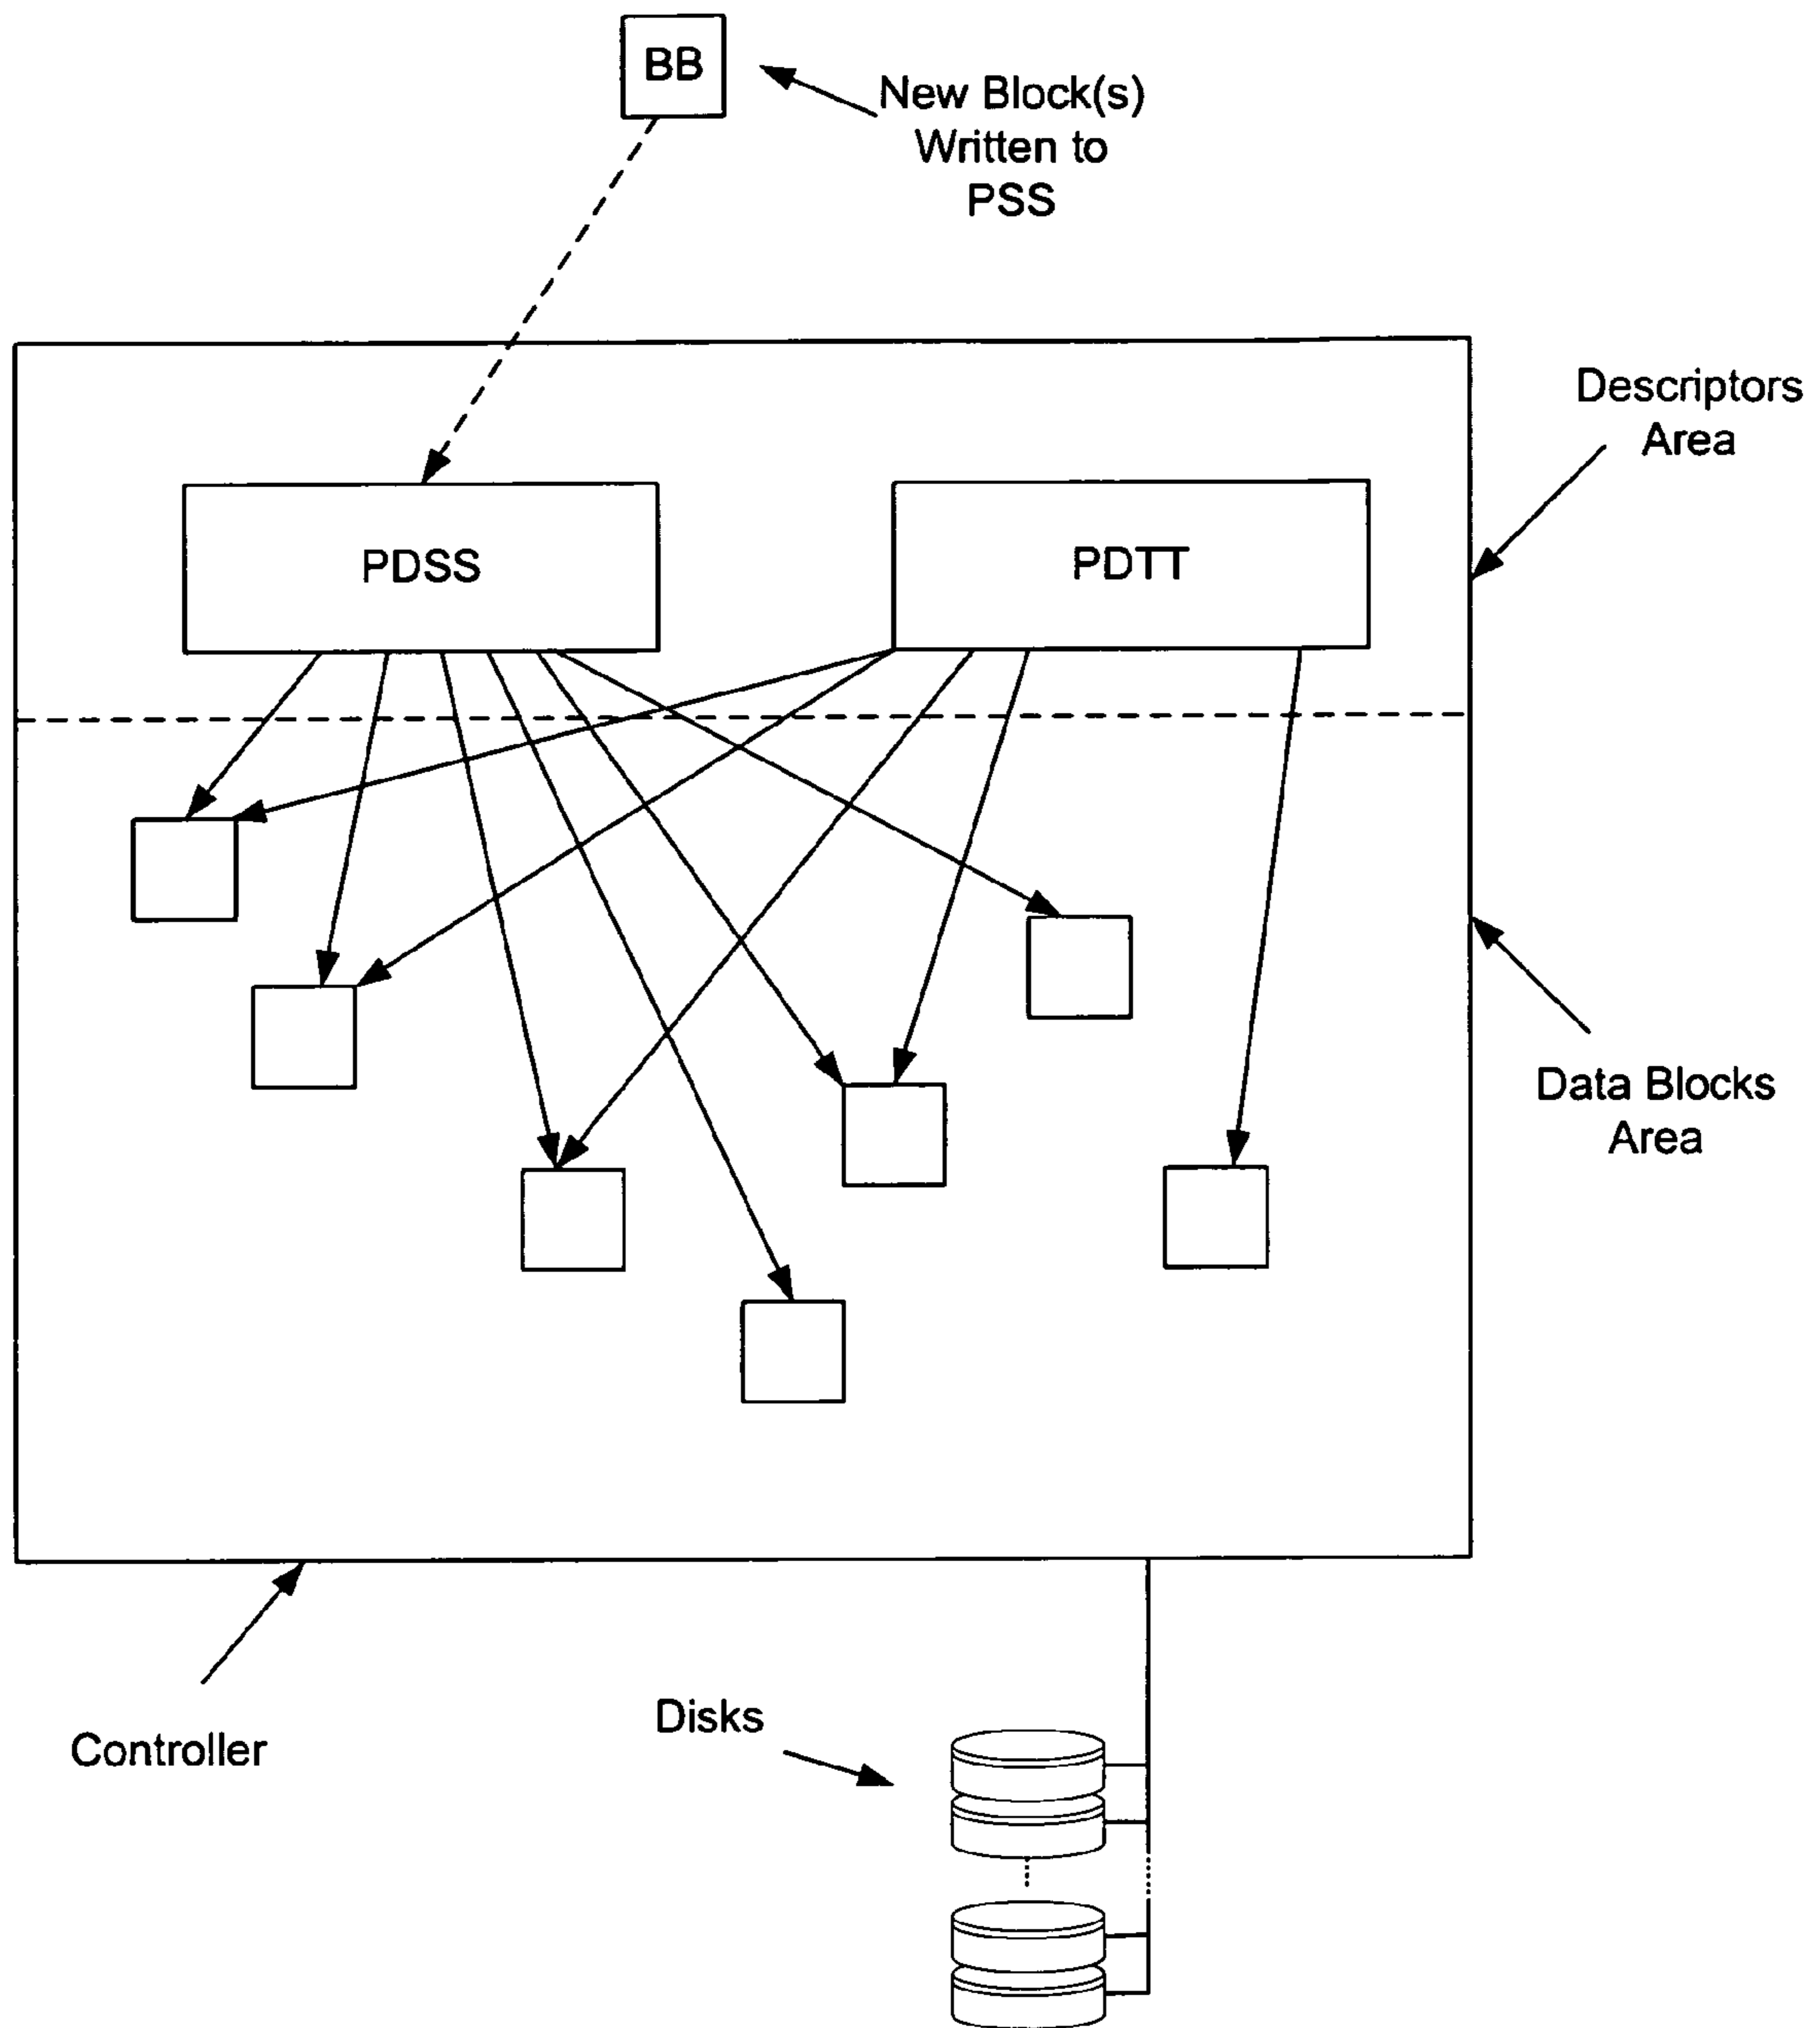 BB
New Block(s)
Written to
PSS
Descriptors
Area
PDSS
PDTT
Data Blocks
Area
Controller
Disks